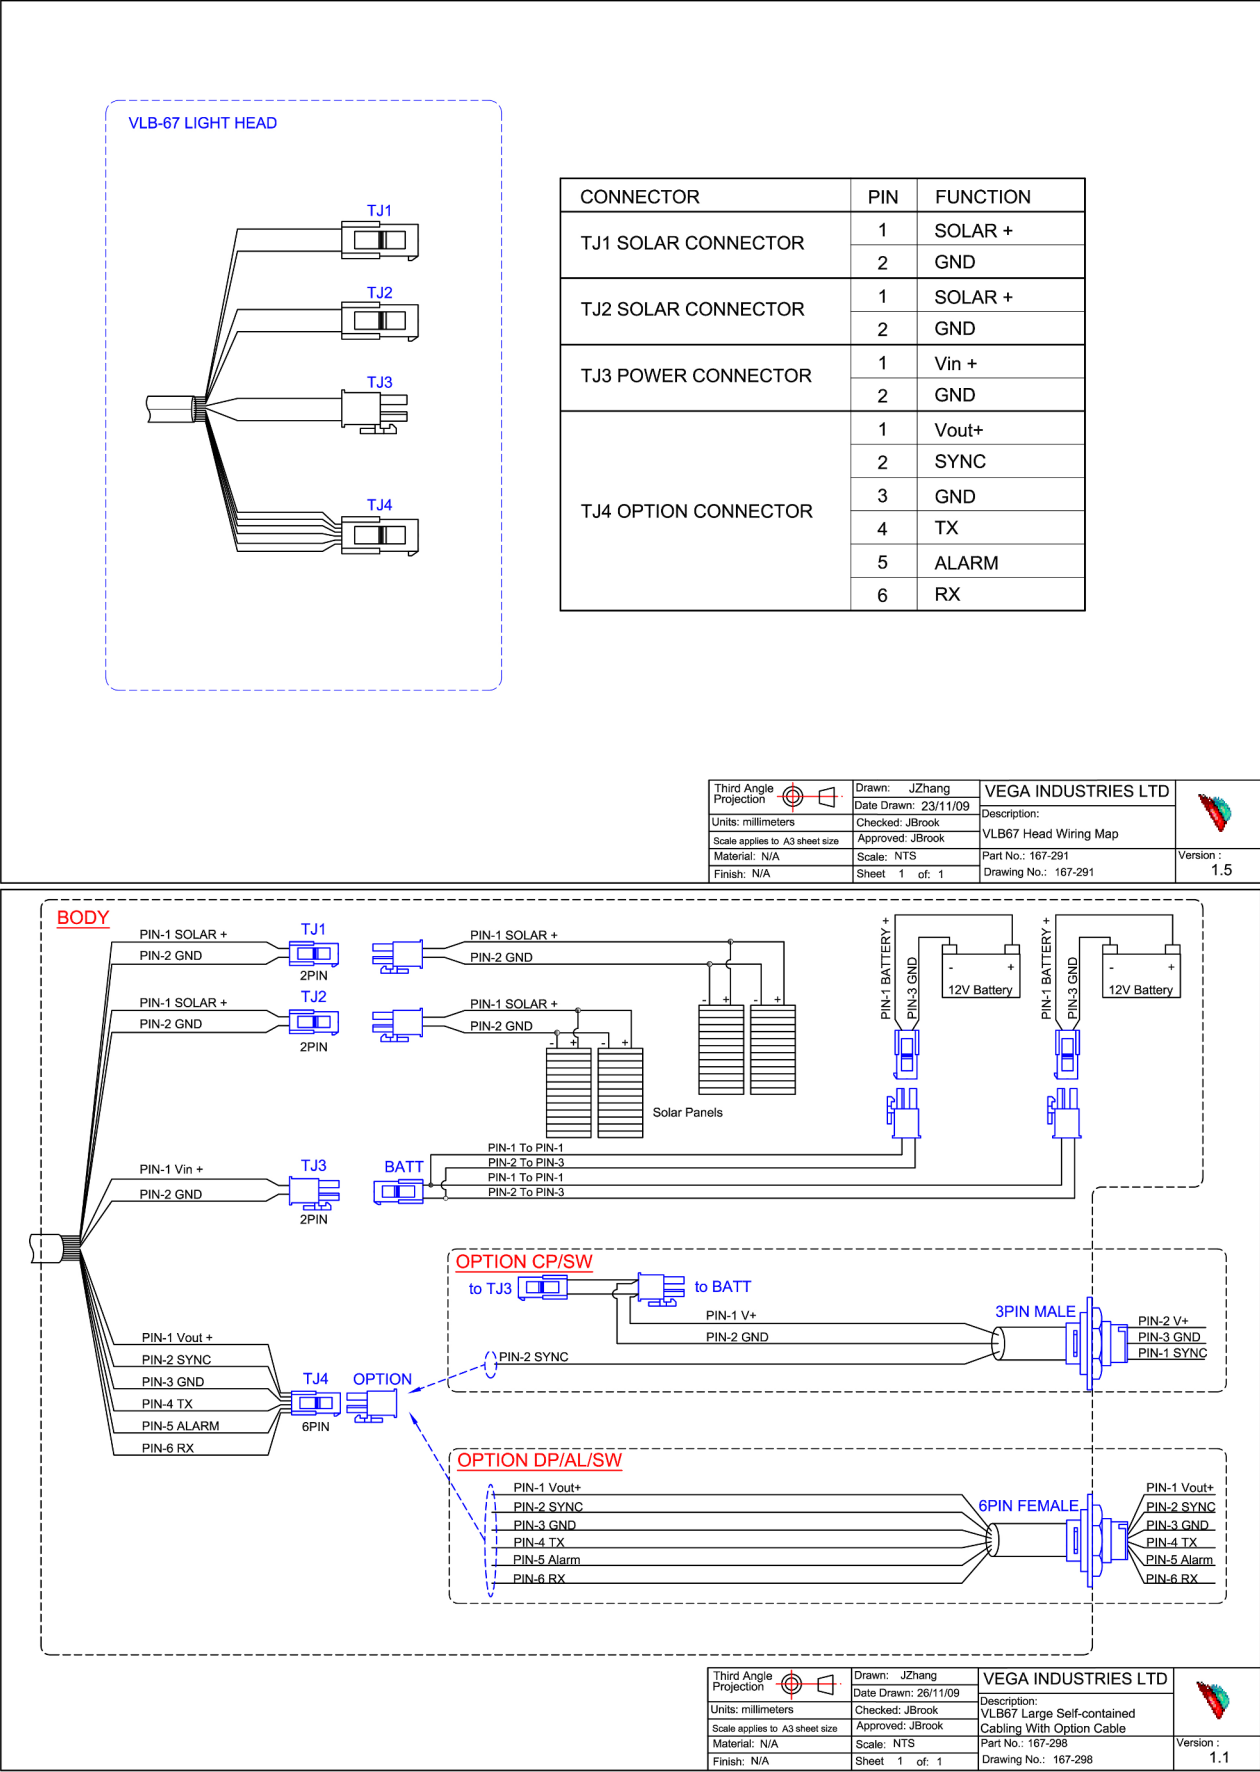 VLB-67 LIGHT HEAD
TJ1
TJ2
TJ3
TJ4
CONNECTOR PIN FUNCTION
TJ1 SOLAR CONNECTOR
1 SOLAR +
2 GND
TJ2 SOLAR CONNECTOR
1 SOLAR +
2 GND
TJ3 POWER CONNECTOR
1 Vin +
2 GND
TJ4 OPTION CONNECTOR
1 Vout+
2 SYNC
3 GND
4 TX
5 ALARM
6 RX
Third Angle
Projection
Units: millimeters
Scale applies to A3 sheet size
Material: N/A
Finish: N/A
Drawn: JZhang
Date Drawn: 23/11/09
Checked: JBrook
Approved: JBrook
Scale: NTS
Sheet 1 of: 1
VEGA INDUSTRIES LTD
Description:
VLB67 Head Wiring Map
Part No.: 167-291
Drawing No.: 167-291
Version :
1.5
BODY
PIN-1 SOLAR +
PIN-2 GND
TJ1
2PIN
PIN-1 SOLAR +
PIN-2 GND
PIN-1 SOLAR +
PIN-2 GND
TJ2
2PIN
PIN-1 SOLAR +
PIN-2 GND
- +
- +
- +
- +
Solar Panels
PIN-1 BATTERY +
PIN-3 GND
- +
12V Battery
PIN-1 BATTERY +
PIN-3 GND
- +
12V Battery
PIN-1 Vin +
PIN-2 GND
TJ3
2PIN
BATT
PIN-1 To PIN-1
PIN-2 To PIN-3
PIN-1 To PIN-1
PIN-2 To PIN-3
OPTION CP/SW
to TJ3
to BATT
PIN-1 V+
PIN-2 GND
PIN-2 SYNC
3PIN MALE
PIN-2 V+
PIN-3 GND
PIN-1 SYNC
PIN-1 Vout +
PIN-2 SYNC
PIN-3 GND
PIN-4 TX
PIN-5 ALARM
PIN-6 RX
TJ4
6PIN
OPTION
OPTION DP/AL/SW
PIN-1 Vout+
PIN-2 SYNC
PIN-3 GND
PIN-4 TX
PIN-5 Alarm
PIN-6 RX
6PIN FEMALE
PIN-1 Vout+
PIN-2 SYNC
PIN-3 GND
PIN-4 TX
PIN-5 Alarm
PIN-6 RX
Third Angle
Projection
Units: millimeters
Scale applies to A3 sheet size
Material: N/A
Finish: N/A
Drawn: JZhang
Date Drawn: 26/11/09
Checked: JBrook
Approved: JBrook
Scale: NTS
Sheet 1 of: 1
VEGA INDUSTRIES LTD
Description:
VLB67 Large Self-contained
Cabling With Option Cable
Part No.: 167-298
Drawing No.: 167-298
Version :
1.1